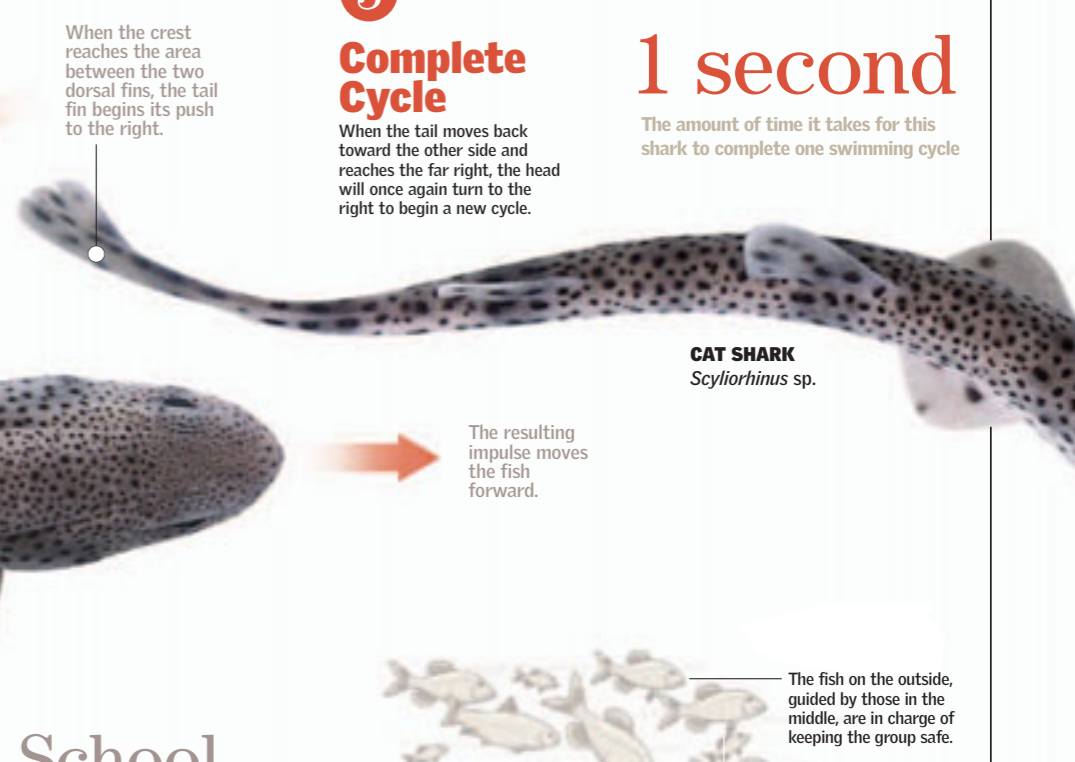 When the crest
reaches the area
between the two
dorsal fins, the tail
fin begins its push
to the right.
3
Complete
Cycle
When the tail moves back
toward the other side and
reaches the far right, the head
will once again turn to the
right to begin a new cycle.
1 second
The amount of time it takes for this
shark to complete one swimming cycle
CAT SHARK
Scyliorhinus sp.
The resulting
impulse moves
the fish
forward.
The fish on the outside,
guided by those in the
middle, are in charge of
keeping the group safe.
School